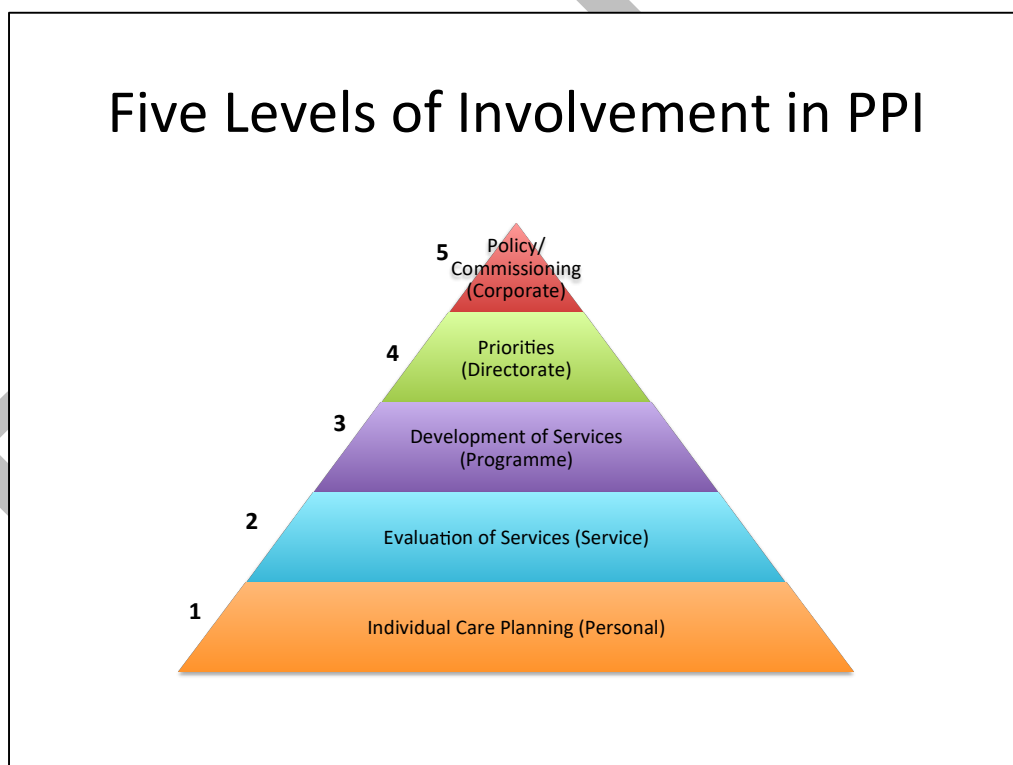 Five Levels of Involvement in PPI
5
Policy/
Commissioning
(Corporate)
4
Priorities
(Directorate)
3
Development of Services
(Programme)
2
Evaluation of Services (Service)
1
Individual Care Planning (Personal)